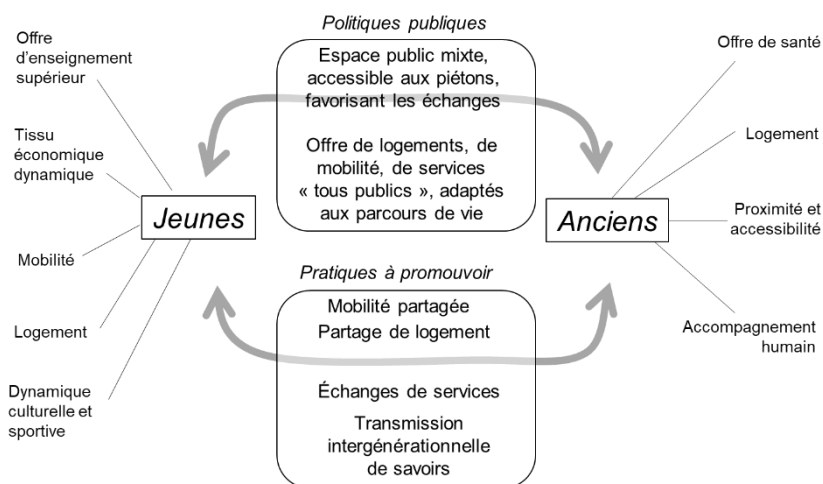 Politiques publiques
Espace public mixte,
accessible aux piétons,
favorisant les échanges
Offre de logements, de
mobilité, de services
« tous publics », adaptés
aux parcours de vie
Offre
d’enseignement
supérieur
Tissu
économique
dynamique
Jeunes
Mobilité
Logement
Dynamique
culturelle et
sportive
Offre de santé
Logement
Anciens
Proximité et
accessibilité
Accompagnement
humain
Pratiques à promouvoir
Mobilité partagée
Partage de logement
Échanges de services
Transmission
intergénérationnelle
de savoirs